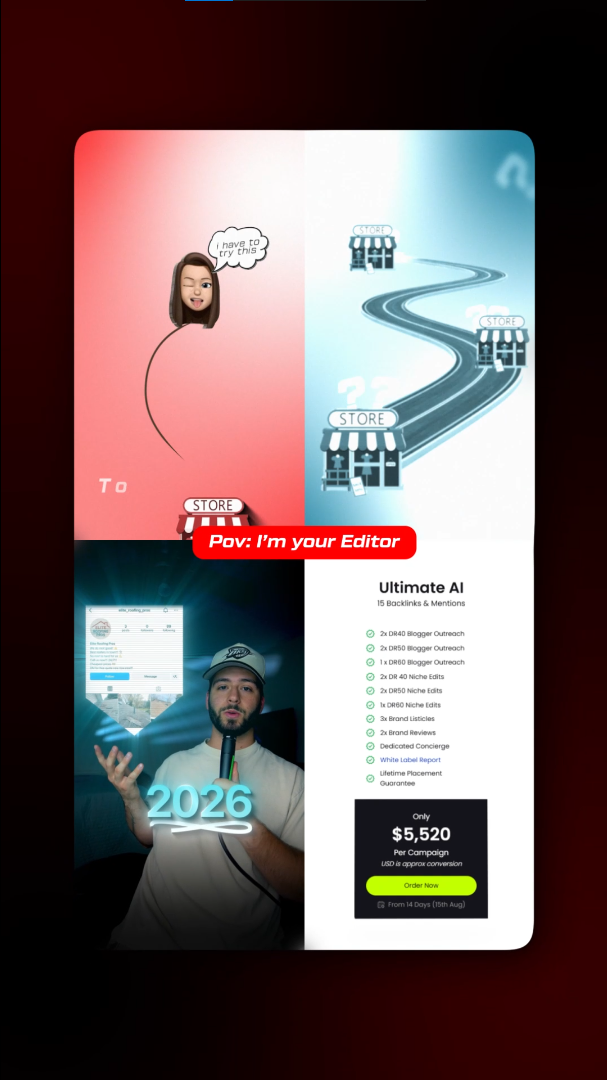 i have to
try this
To
STORE
STORE
STORE
? ?
STORE
Pov: I'm your Editor
2026
Follow
Message
Ultimate AI
15 Backlinks & Mentions
2x DR40 Blogger Outreach
2x DR50 Blogger Outreach
1 x DR60 Blogger Outreach
2x DR 40 Niche Edits
2x DR50 Niche Edits
1x DR60 Niche Edits
3x Brand Listicles
2x Brand Reviews
Dedicated Concierge
White Label Report
Lifetime Placement
Guarantee
Only
$5,520
Per Campaign
USD is approx conversion
Order Now
From 14 Days (15th Aug)